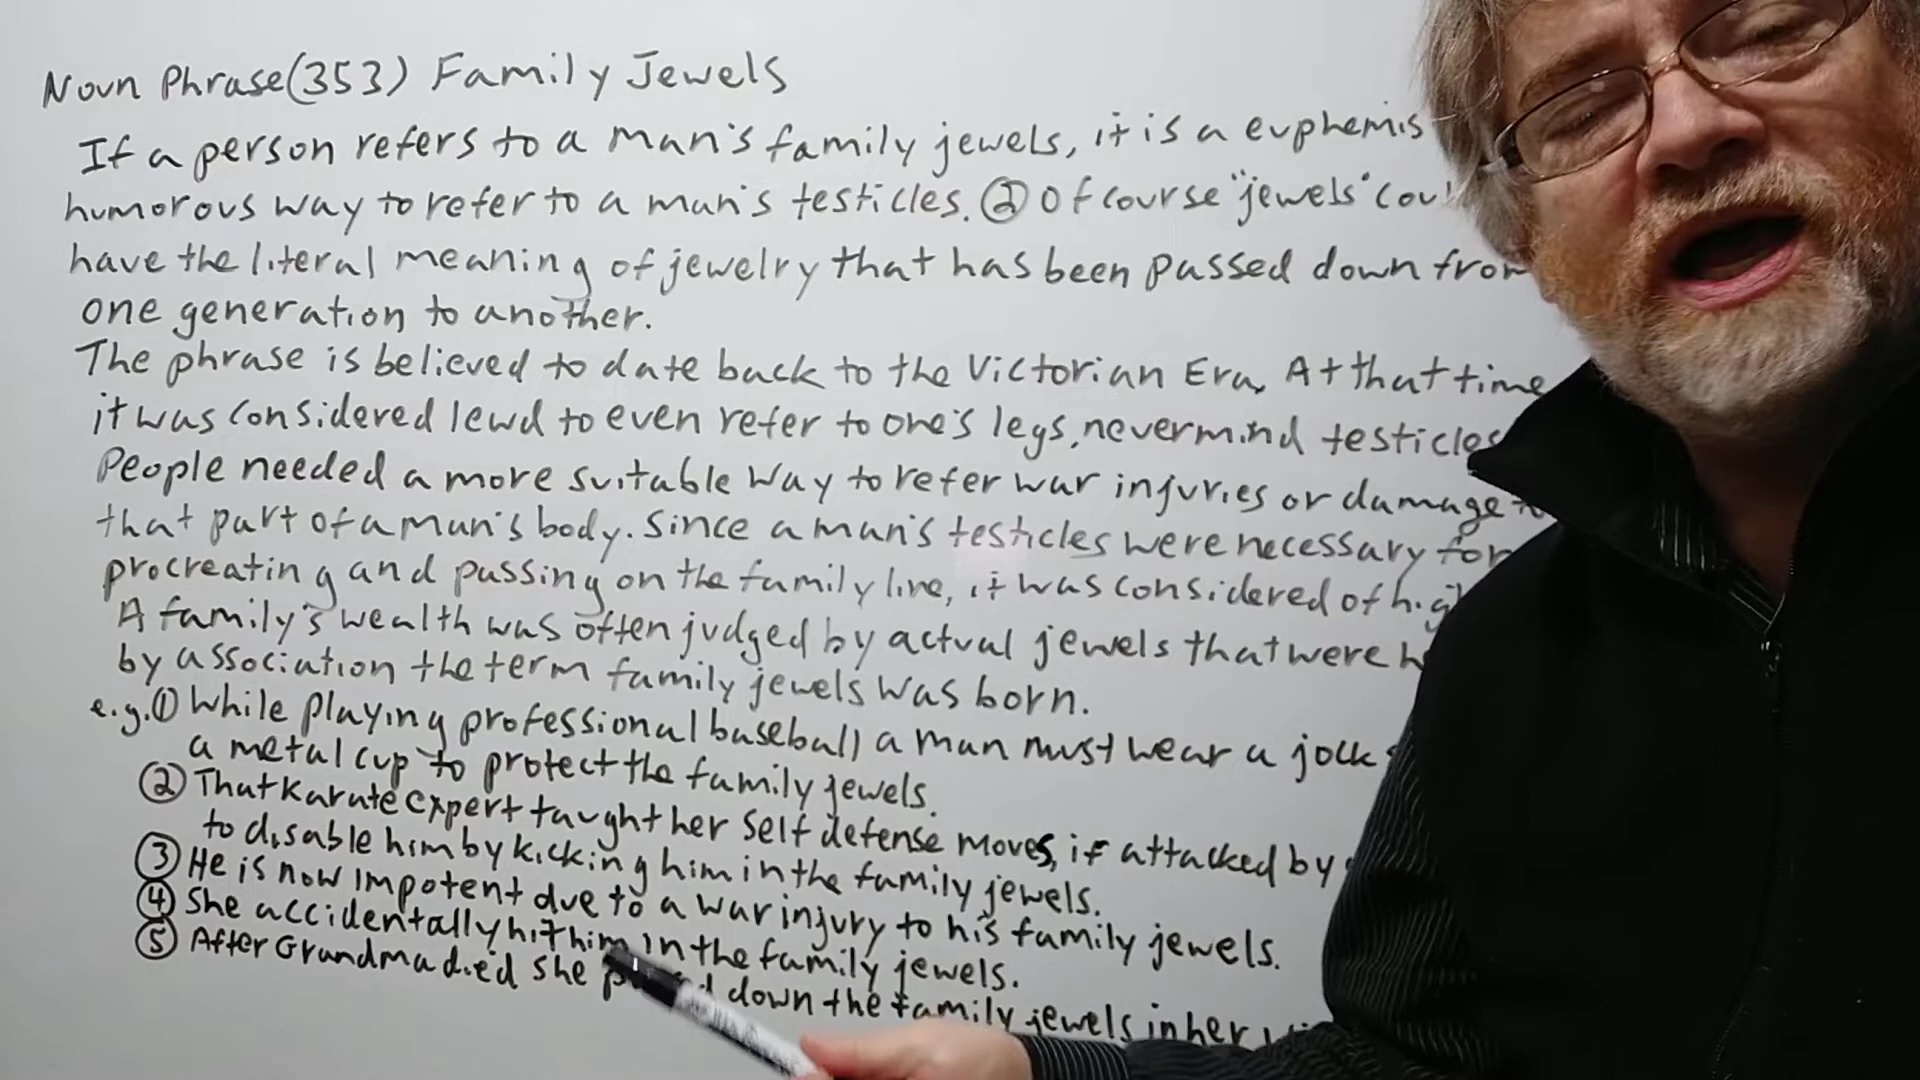 Noun Phrase(353) Family Jewels
If a person refers to a man's family jewels, it is a euphemis
humorous way to refer to a man's testicles. ② Of course "jewels" coul
have the literal meaning of jewelry that has been passed down from
one generation to another.
The phrase is believed to date back to the Victorian Era. At that time
it was considered lewd to even refer to one's legs, nevermind testicles
People needed a more suitable way to refer war injuries or damage to
that part of a man's body. Since a man's testicles were necessary for
procreating and passing on the family line, it was considered of hig
A family's wealth was often judged by actual jewels that were h
by association the term family jewels was born.
e.g. ① While playing professional baseball a man must wear a jock
a metal cup to protect the family jewels.
② That karate expert taught her self defense moves, if attacked by
to disable him by kicking him in the family jewels.
③ He is now impotent due to a war injury to his family jewels.
④ She accidentally hit him in the family jewels.
⑤ After Grandma died she down the family jewels in her